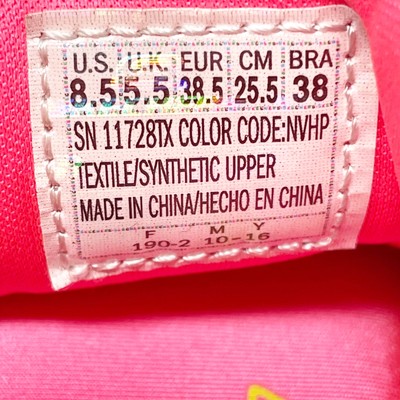 U.S. U.K. EUR CM BRA
8.5 5.5 38.5 25.5 38
SN 11728TX COLOR CODE:NVHP
TEXTILE/SYNTHETIC UPPER
MADE IN CHINA/HECHO EN CHINA
F M Y
190-2 10-16